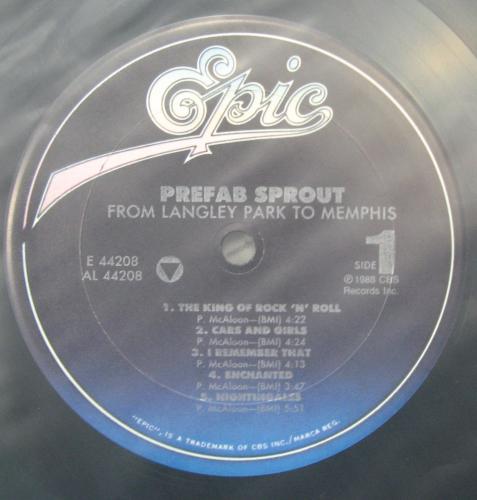 Epic
PREFAB SPROUT
FROM LANGLEY PARK TO MEMPHIS
E 44208
AL 44208
SIDE 1
℗ 1988 CBS
Records Inc.
1. THE KING OF ROCK 'N' ROLL
P. McAloon—(BMI) 4:22
2. CARS AND GIRLS
P. McAloon—(BMI) 4:24
3. I REMEMBER THAT
P. McAloon—(BMI) 4:13
4. ENCHANTED
P. McAloon—(BMI) 3:47
5. NIGHTINGALES
P. McAloon—(BMI) 5:51
"EPIC", IS A TRADEMARK OF CBS INC./MARCA REG.